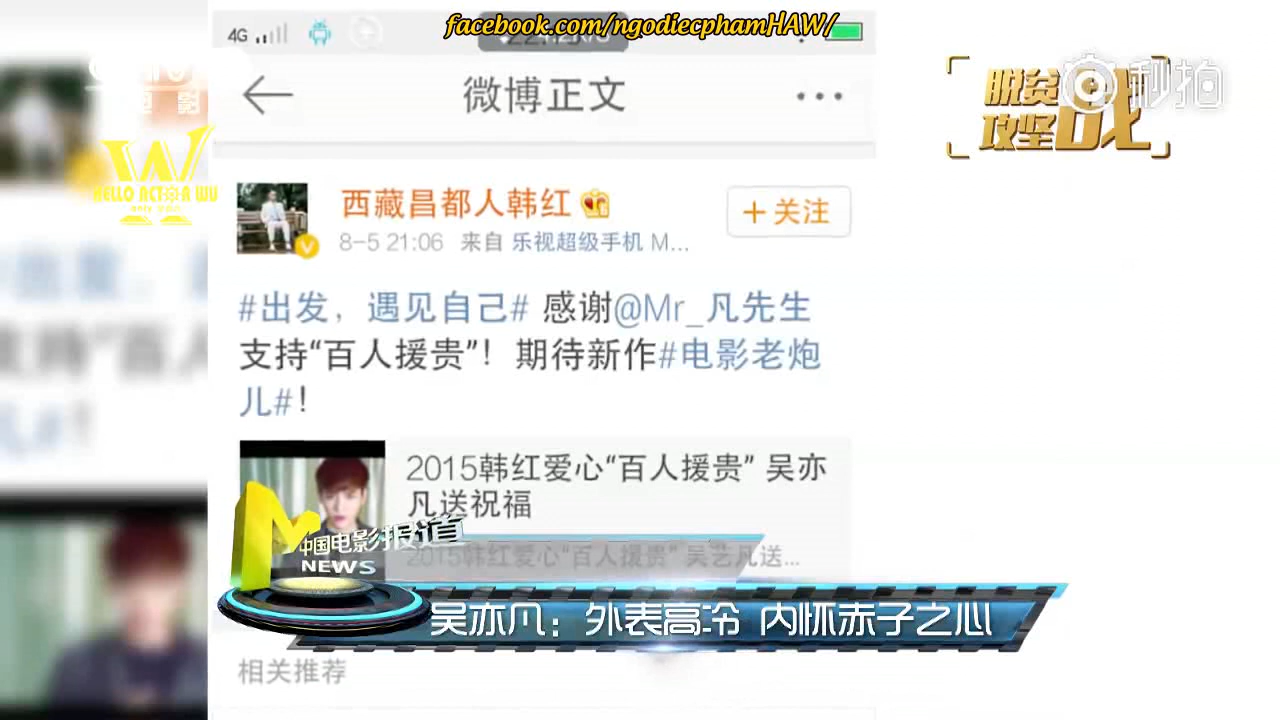 facebook.com/ngodiecphamHAW/
4G
微博正文
脱贫
攻坚战
秒拍
HELLO ACTOR WU
西藏昌都人韩红
+ 关注
8-5 21:06 来自 乐视超级手机 M...
#出发，遇见自己# 感谢@Mr_凡先生
支持“百人援贵”！期待新作#电影老炮
儿#！
2015韩红爱心“百人援贵” 吴亦
凡送祝福
2015韩红爱心“百人援贵” 吴艺凡送...
中国电影报道
NEWS
吴亦凡：外表高冷 内怀赤子之心
相关推荐